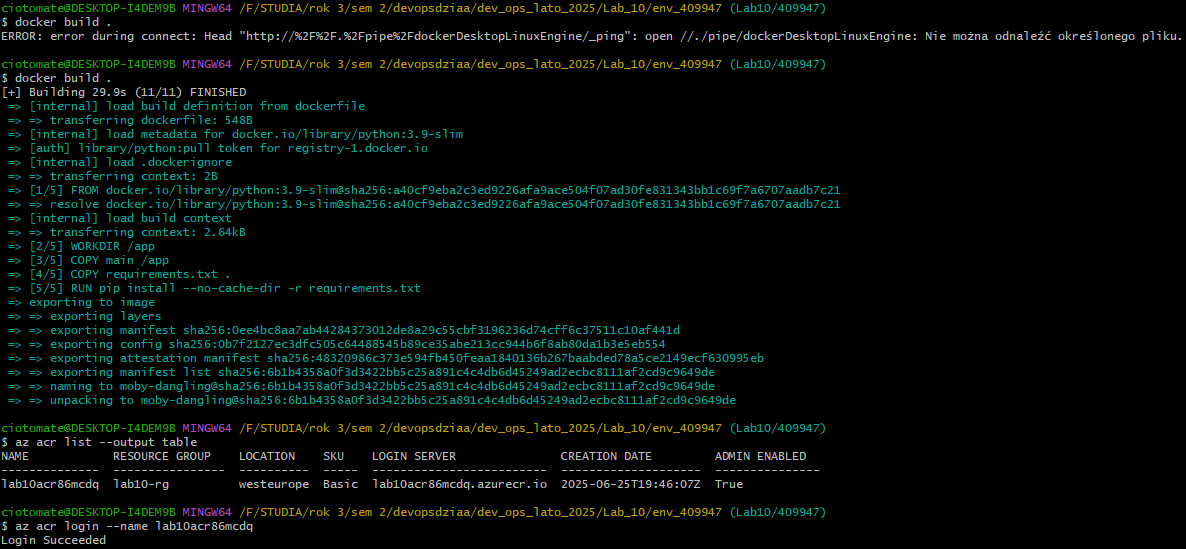 ciotomate@DESKTOP-I4DEM9B MINGW64 /F/STUDIA/rok 3/sem 2/devopsdziaa/dev_ops_lato_2025/Lab_10/env_409947 (Lab10/409947)
$ docker build .
ERROR: error during connect: Head "http://%2F%2F.%2Fpipe%2FdockerDesktopLinuxEngine/_ping": open //./pipe/dockerDesktopLinuxEngine: Nie można odnaleźć określonego pliku.
ciotomate@DESKTOP-I4DEM9B MINGW64 /F/STUDIA/rok 3/sem 2/devopsdziaa/dev_ops_lato_2025/Lab_10/env_409947 (Lab10/409947)
$ docker build .
[+] Building 29.9s (11/11) FINISHED
=> [internal] load build definition from dockerfile
=> => transferring dockerfile: 548B
=> [internal] load metadata for docker.io/library/python:3.9-slim
=> [auth] library/python:pull token for registry-1.docker.io
=> [internal] load .dockerignore
=> => transferring context: 2B
=> [1/5] FROM docker.io/library/python:3.9-slim@sha256:a40cf9eba2c3ed9226afa9ace504f07ad30fe831343bb1c69f7a6707aadb7c21
=> => resolve docker.io/library/python:3.9-slim@sha256:a40cf9eba2c3ed9226afa9ace504f07ad30fe831343bb1c69f7a6707aadb7c21
=> [internal] load build context
=> => transferring context: 2.64kB
=> [2/5] WORKDIR /app
=> [3/5] COPY main /app
=> [4/5] COPY requirements.txt .
=> [5/5] RUN pip install --no-cache-dir -r requirements.txt
=> exporting to image
=> => exporting layers
=> => exporting manifest sha256:0ee4bc8aa7ab44284373012de8a29c55cbf3196236d74cff6c37511c10af441d
=> => exporting config sha256:0b7f2127ec3dfc505c64488545b89ce35abe213cc944b6f8ab80da1b3e5eb554
=> => exporting attestation manifest sha256:48320986c373e594fb450feaa1840136b267baabded78a5ce2149ecf630995eb
=> => exporting manifest list sha256:6b1b4358a0f3d3422bb5c25a891c4c4db6d45249ad2ecbc8111af2cd9c9649de
=> => naming to moby-dangling@sha256:6b1b4358a0f3d3422bb5c25a891c4c4db6d45249ad2ecbc8111af2cd9c9649de
=> => unpacking to moby-dangling@sha256:6b1b4358a0f3d3422bb5c25a891c4c4db6d45249ad2ecbc8111af2cd9c9649de
ciotomate@DESKTOP-I4DEM9B MINGW64 /F/STUDIA/rok 3/sem 2/devopsdziaa/dev_ops_lato_2025/Lab_10/env_409947 (Lab10/409947)
$ az acr list --output table
NAME RESOURCE GROUP LOCATION SKU LOGIN SERVER CREATION DATE ADMIN ENABLED
-------------- ---------------- ---------- ----- ------------------------- -------------------- ---------------
lab10acr86mcdq lab10-rg westeurope Basic lab10acr86mcdq.azurecr.io 2025-06-25T19:46:07Z True
ciotomate@DESKTOP-I4DEM9B MINGW64 /F/STUDIA/rok 3/sem 2/devopsdziaa/dev_ops_lato_2025/Lab_10/env_409947 (Lab10/409947)
$ az acr login --name lab10acr86mcdq
Login Succeeded